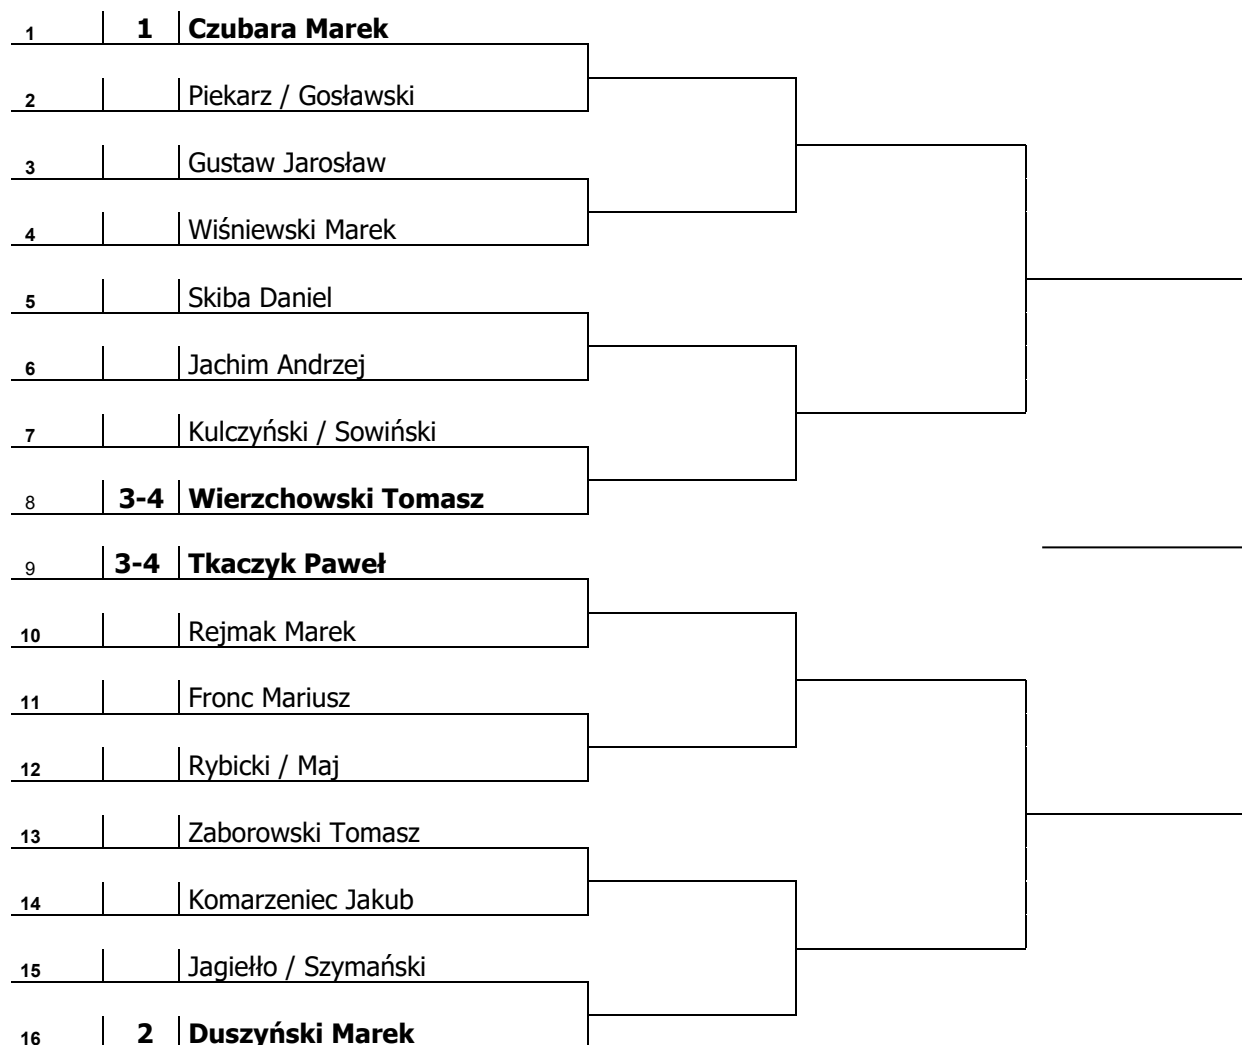 1 1 Czubara Marek
2 Piekarz / Gosławski
3 Gustaw Jarosław
4 Wiśniewski Marek
5 Skiba Daniel
6 Jachim Andrzej
7 Kulczyński / Sowiński
8 3-4 Wierzchowski Tomasz
9 3-4 Tkaczyk Paweł
10 Rejmak Marek
11 Fronc Mariusz
12 Rybicki / Maj
13 Zaborowski Tomasz
14 Komarzeniec Jakub
15 Jagiełło / Szymański
16 2 Duszyński Marek